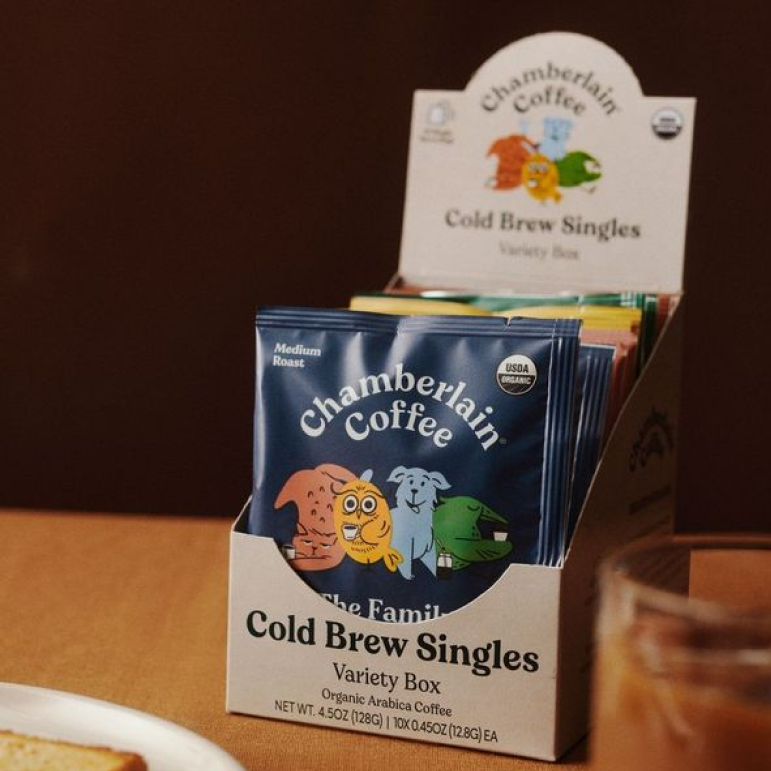 Chamberlain
Coffee
USDA
ORGANIC
Cold Brew Singles
Variety Box
Medium
Roast
USDA
ORGANIC
Chamberlain
Coffee
The Famil
Cold Brew Singles
Variety Box
Organic Arabica Coffee
NET WT. 4.5OZ (128G) | 10X 0.45OZ (12.8G) EA